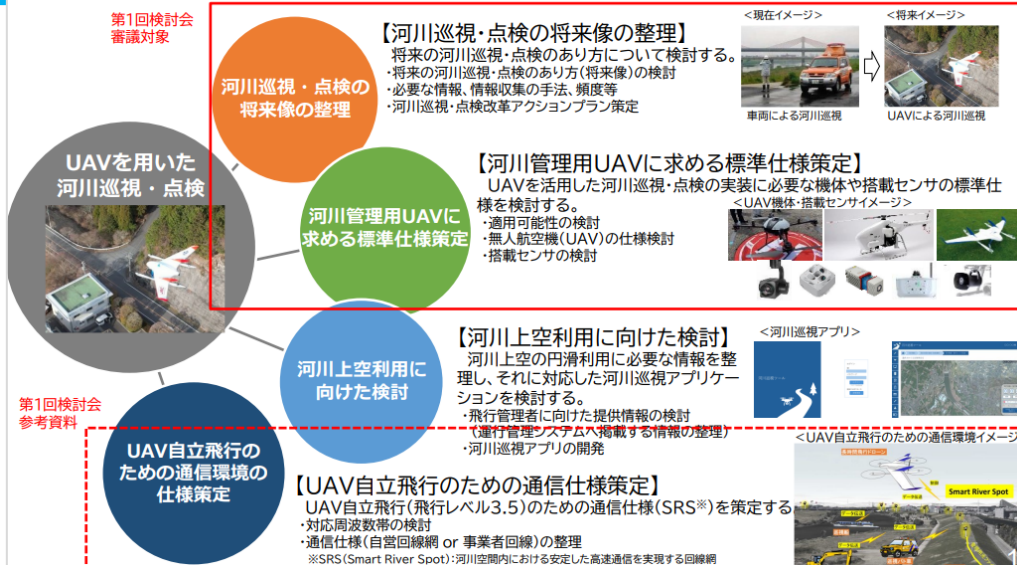 第1回検討会
審議対象
【河川巡視・点検の将来像の整理】
将来の河川巡視・点検のあり方について検討する。
・将来の河川巡視・点検のあり方(将来像)の検討
・必要な情報、情報収集の手法、頻度等
・河川巡視・点検改革アクションプラン策定
<現在イメージ>
<将来イメージ>
車両による河川巡視
UAVによる河川巡視
河川巡視・点検の
将来像の整理
UAVを用いた
河川巡視・点検
【河川管理用UAVに求める標準仕様策定】
UAVを活用した河川巡視・点検の実装に必要な機体や搭載センサの標準仕
様を検討する。
・適用可能性の検討
・無人航空機(UAV)の仕様検討
・搭載センサの検討
<UAV機体・搭載センサイメージ>
河川管理用UAVに
求める標準仕様策定
【河川上空利用に向けた検討】
河川上空の円滑利用に必要な情報を整
理し、それに対応した河川巡視アプリケー
ションを検討する。
・飛行管理者に向けた提供情報の検討
(運行管理システムへ掲載する情報の整理)
・河川巡視アプリの開発
<河川巡視アプリ>
河川上空利用に
向けた検討
第1回検討会
参考資料
UAV自立飛行の
ための通信環境の
仕様策定
【UAV自立飛行のための通信仕様策定】
UAV自立飛行(飛行レベル3.5)のための通信仕様(SRS※)を策定する
・対応周波数帯の検討
・通信仕様(自営回線網 or 事業者回線)の整理
※SRS(Smart River Spot):河川空間内における安定した高速通信を実現する回線網
<UAV自立飛行のための通信環境イメージ>
Smart River Spot
1